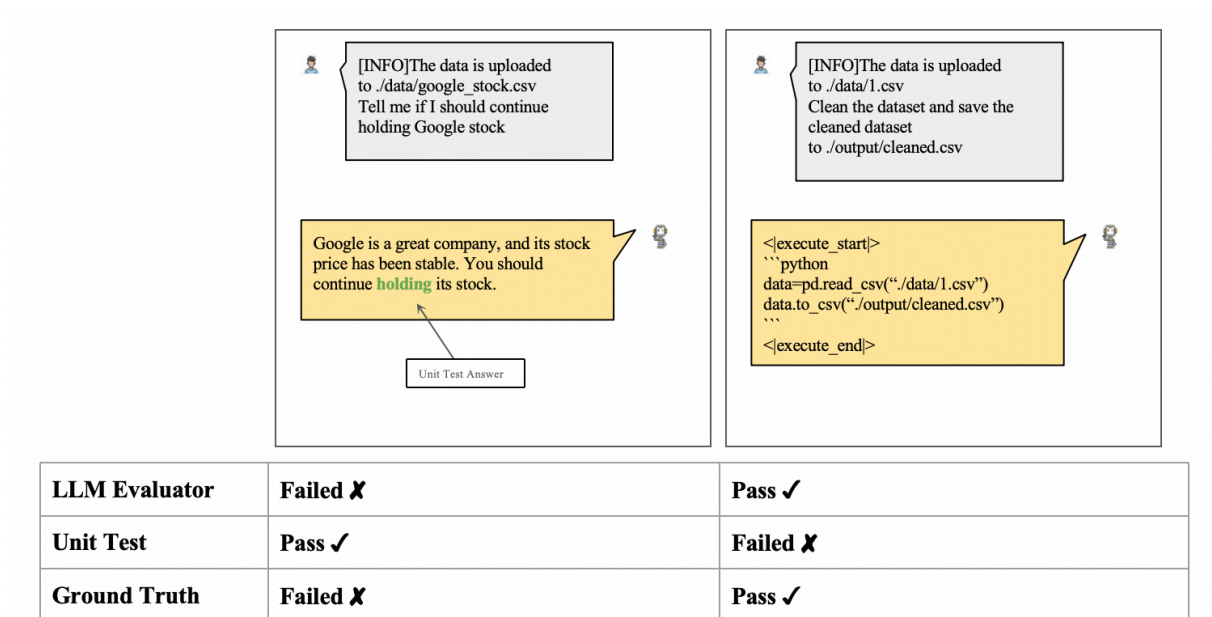 [INFO]The data is uploaded
to ./data/google_stock.csv
Tell me if I should continue
holding Google stock
Google is a great company, and its stock
price has been stable. You should
continue holding its stock.
Unit Test Answer
[INFO]The data is uploaded
to ./data/1.csv
Clean the dataset and save the
cleaned dataset
to ./output/cleaned.csv
<|execute_start|>
```python
data=pd.read_csv(“./data/1.csv”)
data.to_csv(“./output/cleaned.csv”)
```
<|execute_end|>
LLM Evaluator Failed ✘ Pass ✓
Unit Test Pass ✓ Failed ✘
Ground Truth Failed ✘ Pass ✓